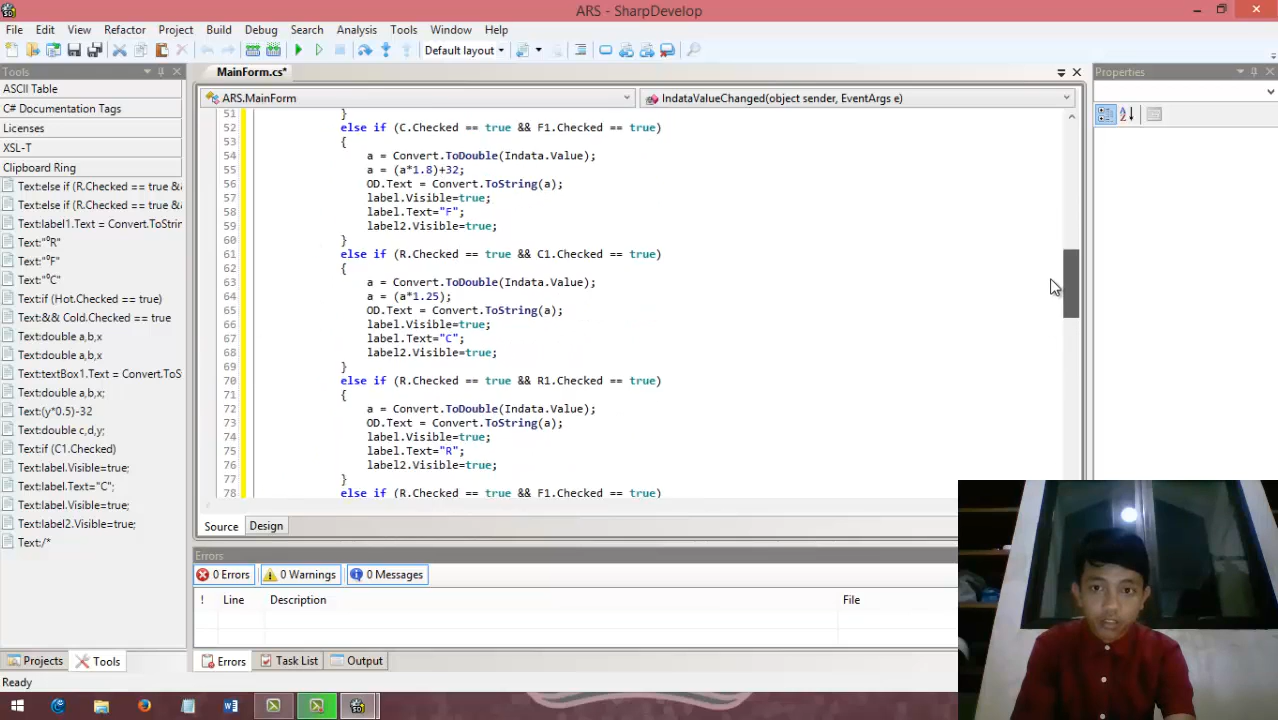 ARS - SharpDevelop
File Edit View Refactor Project Build Debug Search Analysis Tools Window Help
Default layout
Tools
MainForm.cs*
Properties
ASCII Table
C# Documentation Tags
Licenses
XSL-T
Clipboard Ring
Text:else if (R.Checked == true &
Text:else if (R.Checked == true &
Text:label1.Text = Convert.ToStrin
Text:"⁰R"
Text:"⁰F"
Text:"⁰C"
Text:if (Hot.Checked == true)
Text:&& Cold.Checked == true
Text:double a,b,x
Text:double a,b,x
Text:textBox1.Text = Convert.ToS
Text:double a,b,x;
Text:(y*0.5)-32
Text:double c,d,y;
Text:if (C1.Checked)
Text:label.Visible=true;
Text:label.Text="C";
Text:label.Visible=true;
Text:label2.Visible=true;
Text:/*
Projects Tools
ARS.MainForm IndataValueChanged(object sender, EventArgs e)
51 }
52 else if (C.Checked == true && F1.Checked == true)
53 {
54 a = Convert.ToDouble(Indata.Value);
55 a = (a*1.8)+32;
56 OD.Text = Convert.ToString(a);
57 label.Visible=true;
58 label.Text="F";
59 label2.Visible=true;
60 }
61 else if (R.Checked == true && C1.Checked == true)
62 {
63 a = Convert.ToDouble(Indata.Value);
64 a = (a*1.25);
65 OD.Text = Convert.ToString(a);
66 label.Visible=true;
67 label.Text="C";
68 label2.Visible=true;
69 }
70 else if (R.Checked == true && R1.Checked == true)
71 {
72 a = Convert.ToDouble(Indata.Value);
73 OD.Text = Convert.ToString(a);
74 label.Visible=true;
75 label.Text="R";
76 label2.Visible=true;
77 }
78 else if (R.Checked == true && F1.Checked == true)
Source Design
Errors
0 Errors 0 Warnings 0 Messages
! Line Description File
Errors Task List Output
Ready